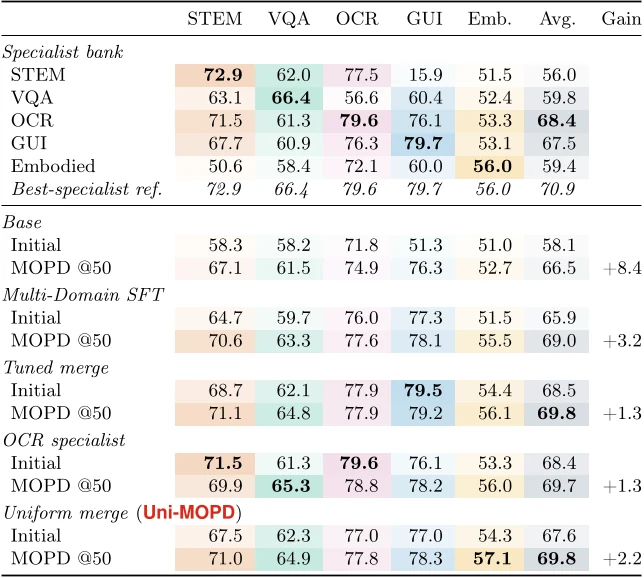 STEM VQA OCR GUI Emb. Avg. Gain
Specialist bank
STEM 72.9 62.0 77.5 15.9 51.5 56.0
VQA 63.1 66.4 56.6 60.4 52.4 59.8
OCR 71.5 61.3 79.6 76.1 53.3 68.4
GUI 67.7 60.9 76.3 79.7 53.1 67.5
Embodied 50.6 58.4 72.1 60.0 56.0 59.4
Best-specialist ref. 72.9 66.4 79.6 79.7 56.0 70.9
Base
Initial 58.3 58.2 71.8 51.3 51.0 58.1
MOPD @50 67.1 61.5 74.9 76.3 52.7 66.5 +8.4
Multi-Domain SFT
Initial 64.7 59.7 76.0 77.3 51.5 65.9
MOPD @50 70.6 63.3 77.6 78.1 55.5 69.0 +3.2
Tuned merge
Initial 68.7 62.1 77.9 79.5 54.4 68.5
MOPD @50 71.1 64.8 77.9 79.2 56.1 69.8 +1.3
OCR specialist
Initial 71.5 61.3 79.6 76.1 53.3 68.4
MOPD @50 69.9 65.3 78.8 78.2 56.0 69.7 +1.3
Uniform merge (Uni-MOPD)
Initial 67.5 62.3 77.0 77.0 54.3 67.6
MOPD @50 71.0 64.9 77.8 78.3 57.1 69.8 +2.2